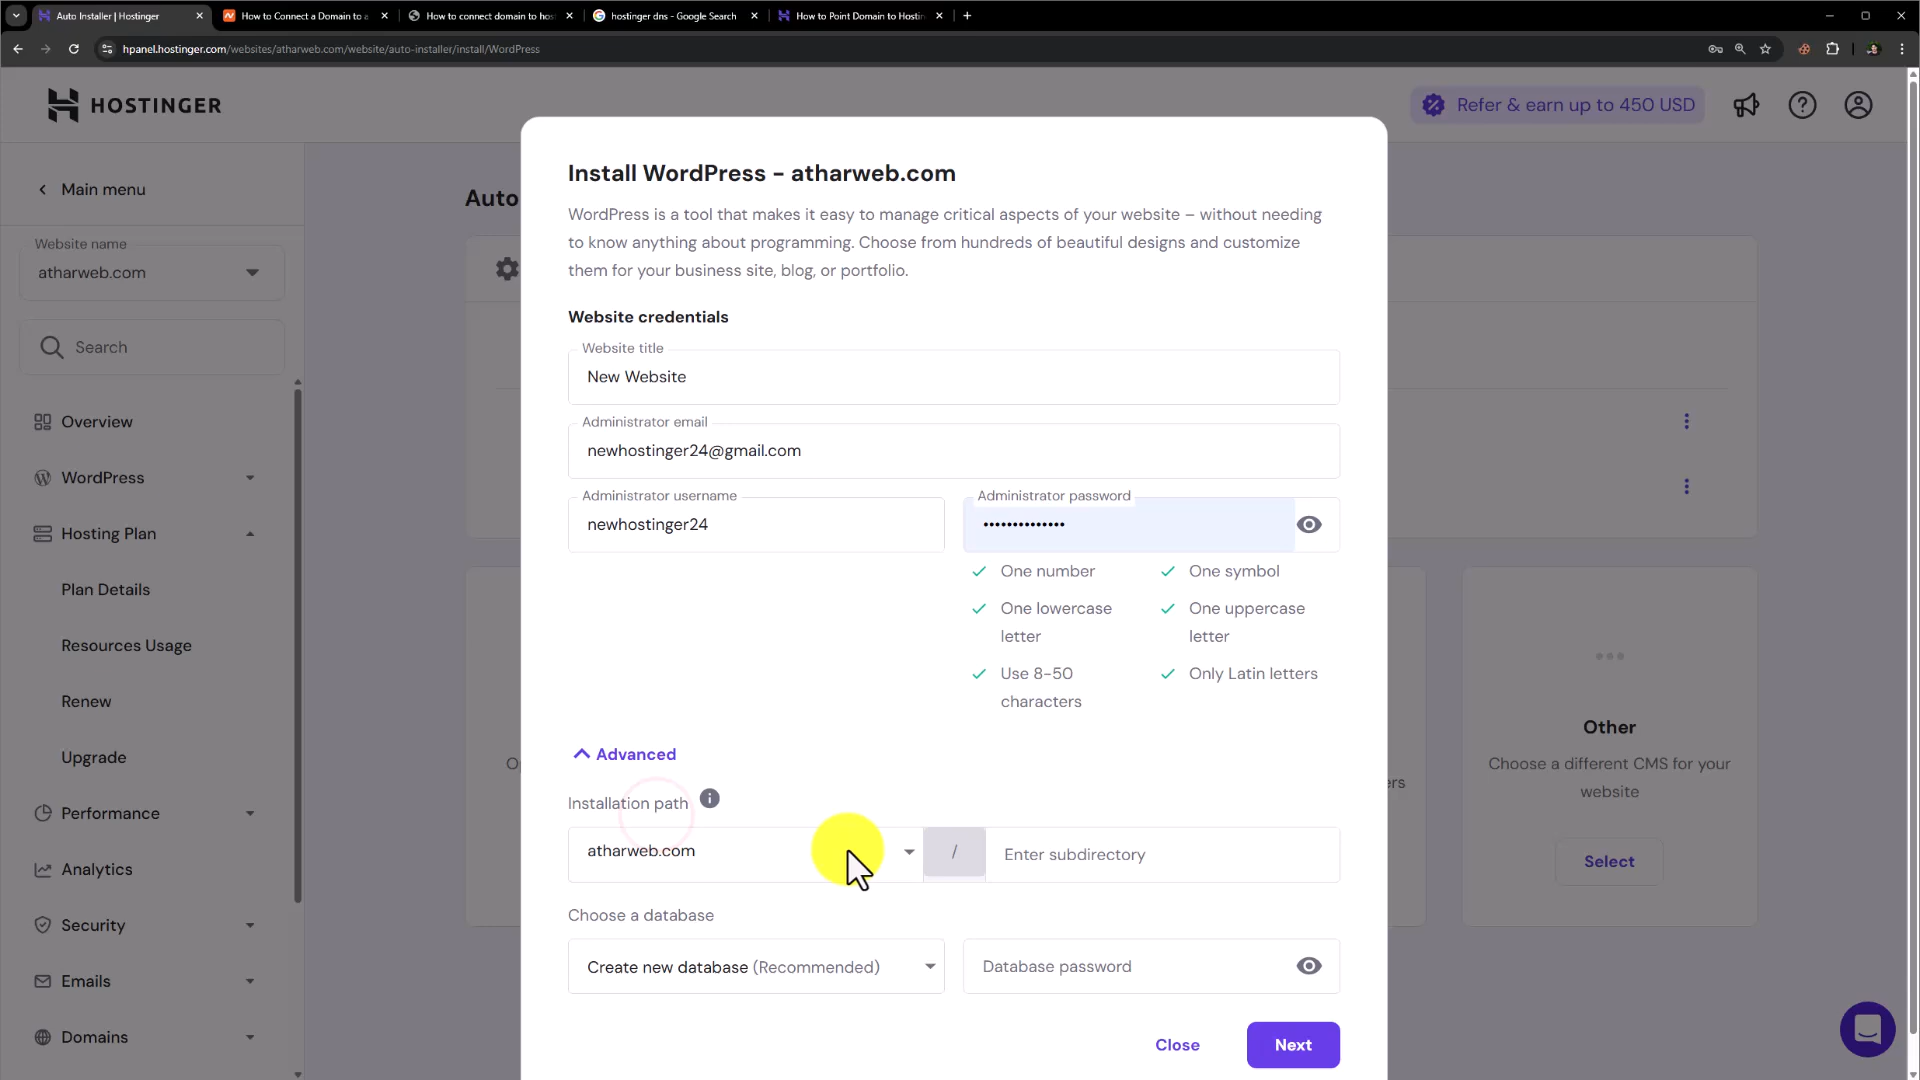 Auto Installer | Hostinger
How to Connect a Domain to a
How to connect domain to hos
hostinger dns - Google Search
How to Point Domain to Hostin
hpanel.hostinger.com/websites/atharweb.com/website/auto-installer/install/WordPress
HOSTINGER
Refer & earn up to 450 USD
Main menu
Website name
atharweb.com
Search
Overview
WordPress
Hosting Plan
Plan Details
Resources Usage
Renew
Upgrade
Performance
Analytics
Security
Emails
Domains
Auto
Install WordPress - atharweb.com
WordPress is a tool that makes it easy to manage critical aspects of your website – without needing
to know anything about programming. Choose from hundreds of beautiful designs and customize
them for your business site, blog, or portfolio.
Website credentials
Website title
New Website
Administrator email
newhostinger24@gmail.com
Administrator username
newhostinger24
Administrator password
••••••••••••••
One number
One symbol
One lowercase
letter
One uppercase
letter
Use 8-50
characters
Only Latin letters
Advanced
Installation path
atharweb.com
/
Enter subdirectory
Choose a database
Create new database (Recommended)
Database password
Close
Next
Other
Choose a different CMS for your
website
Select